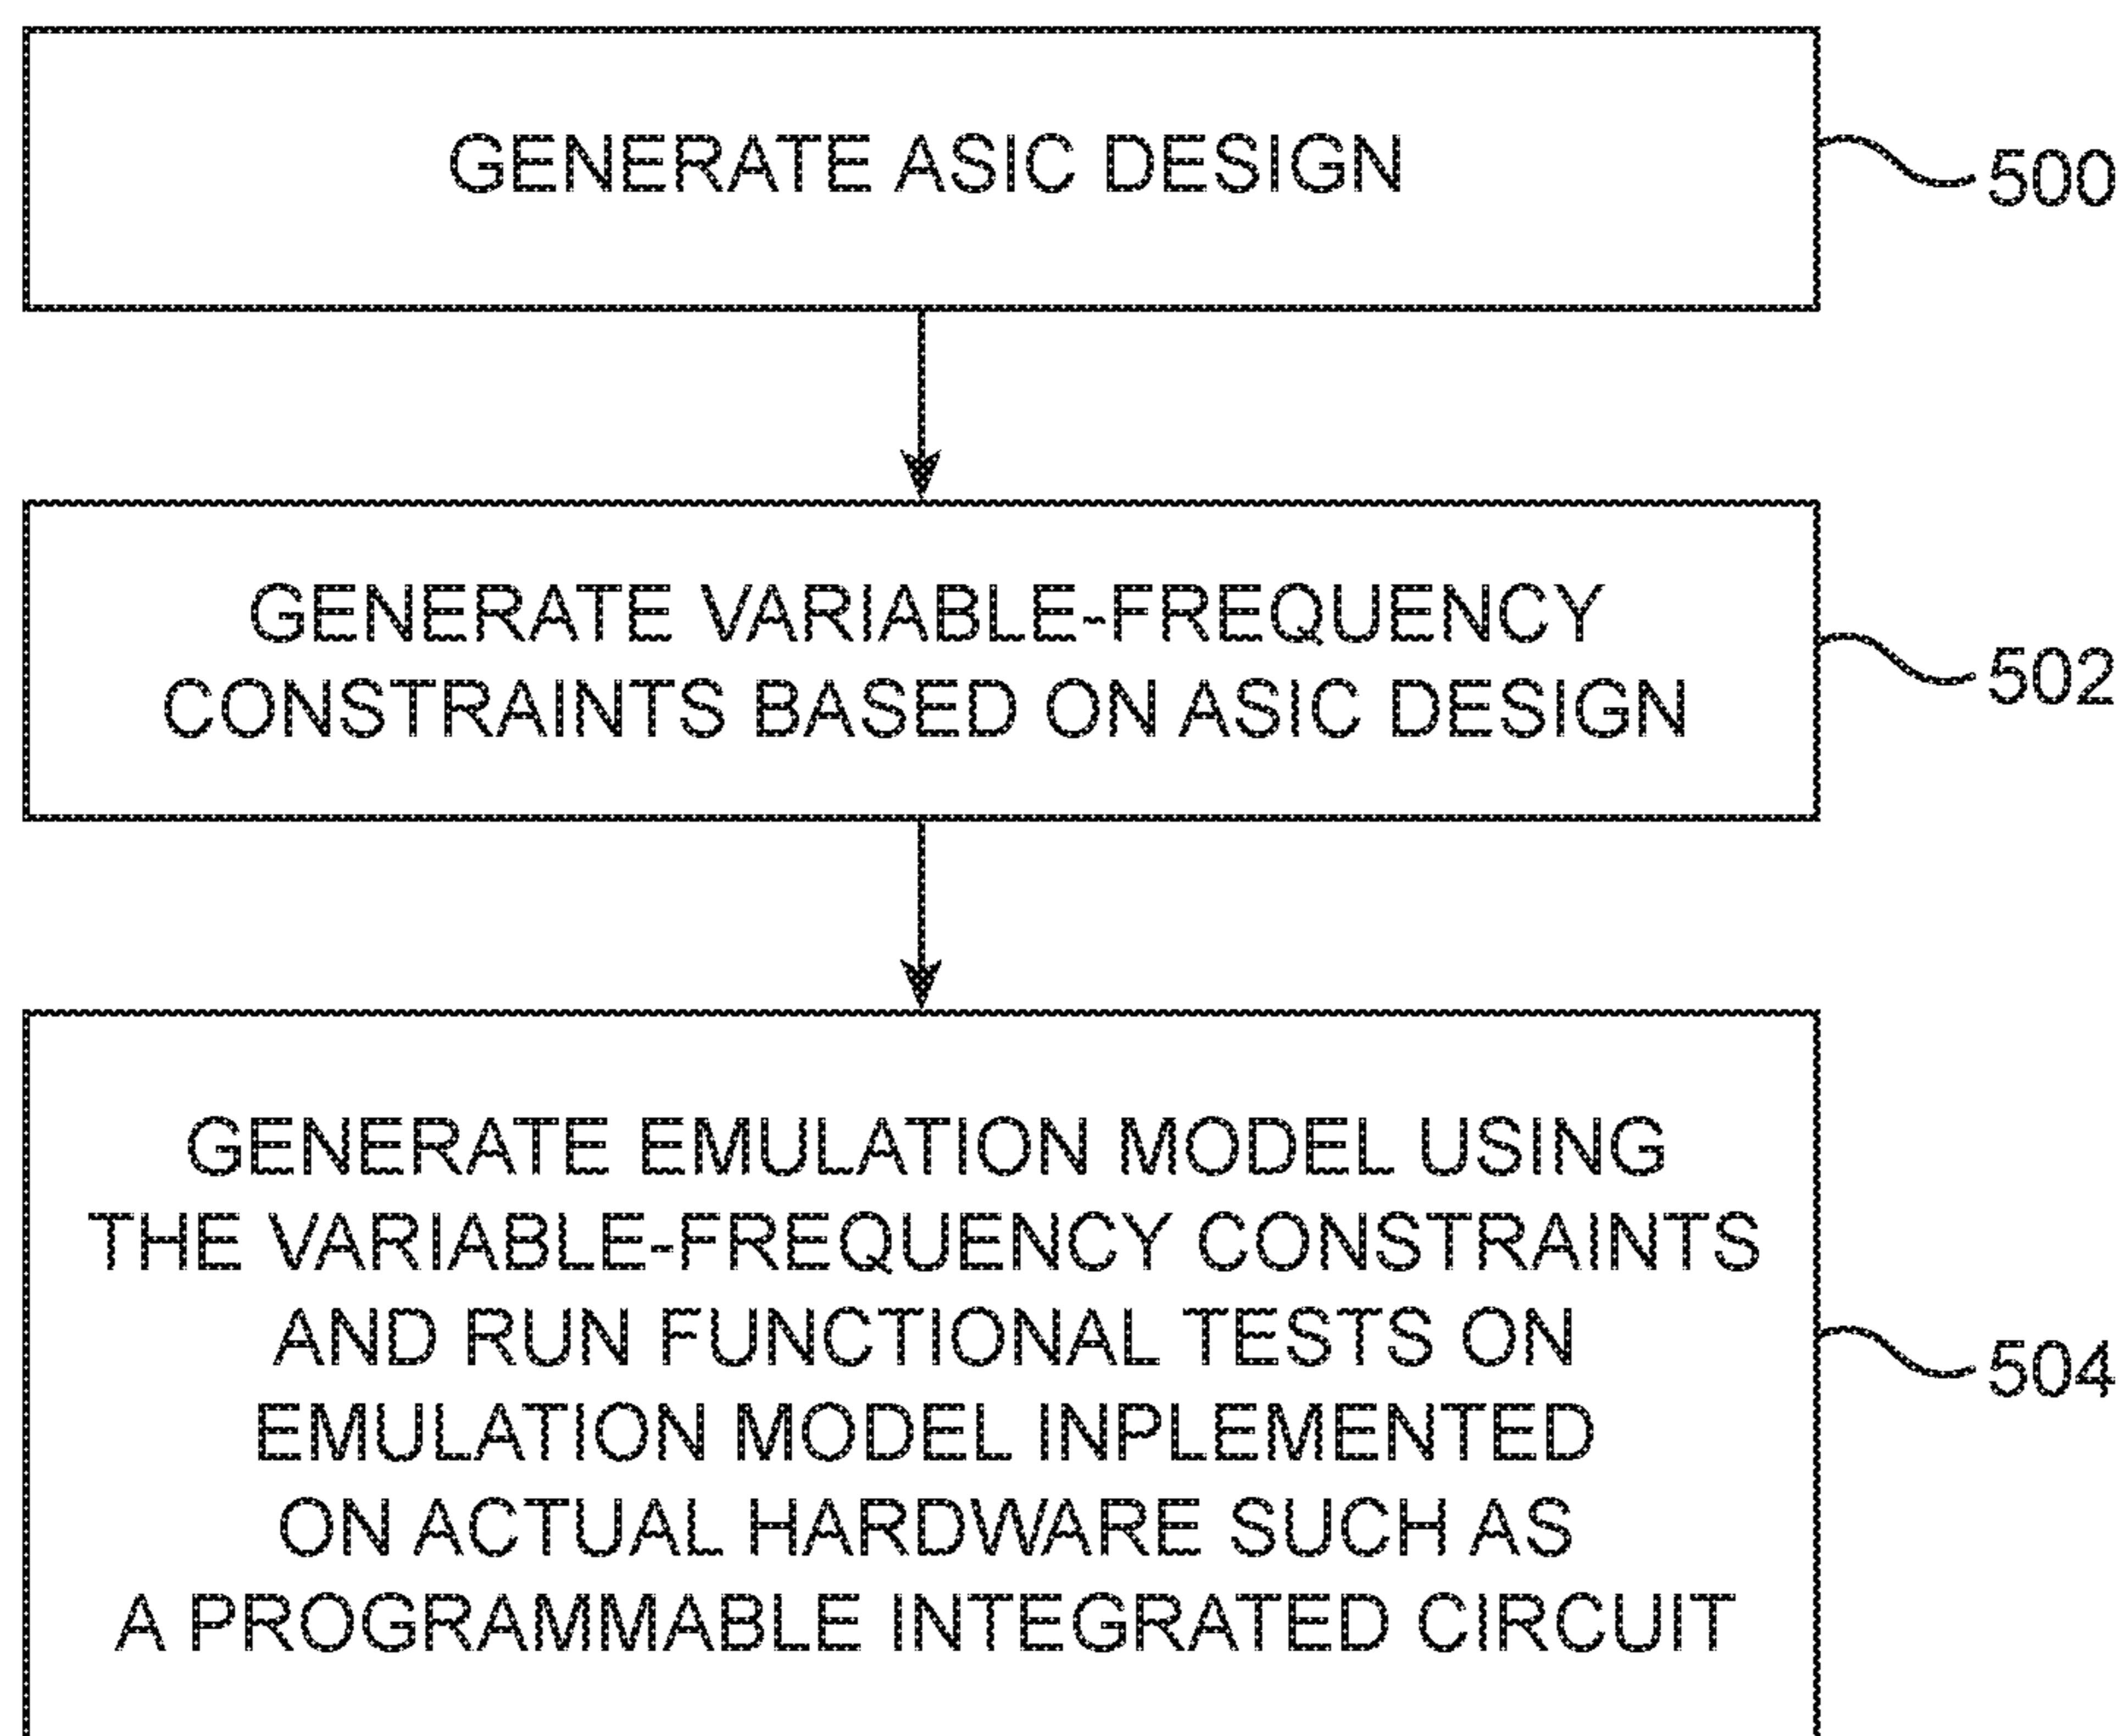 GENERATE ASIC DESIGN
500
GENERATE VARIABLE-FREQUENCY
CONSTRAINTS BASED ON ASIC DESIGN
502
GENERATE EMULATION MODEL USING
THE VARIABLE-FREQUENCY CONSTRAINTS
AND RUN FUNCTIONAL TESTS ON
EMULATION MODEL INPLEMENTED
ON ACTUAL HARDWARE SUCH AS
A PROGRAMMABLE INTEGRATED CIRCUIT
504